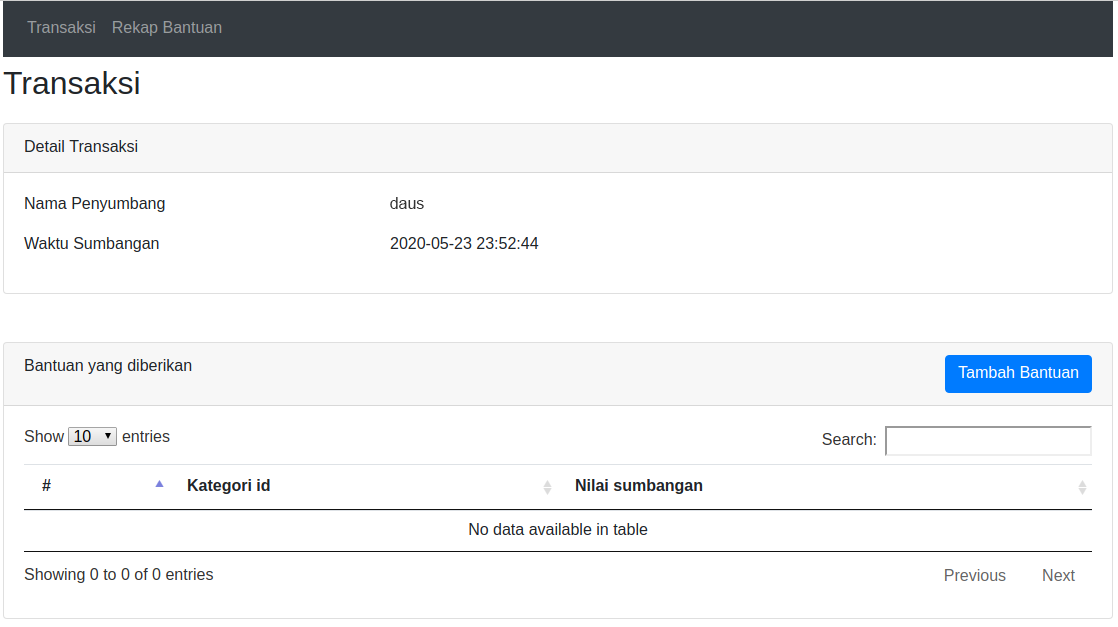 Transaksi Rekap Bantuan
Transaksi
Detail Transaksi
Nama Penyumbang daus
Waktu Sumbangan 2020-05-23 23:52:44
Bantuan yang diberikan Tambah Bantuan
Show 10 entries Search:
# Kategori id Nilai sumbangan
No data available in table
Showing 0 to 0 of 0 entries Previous Next